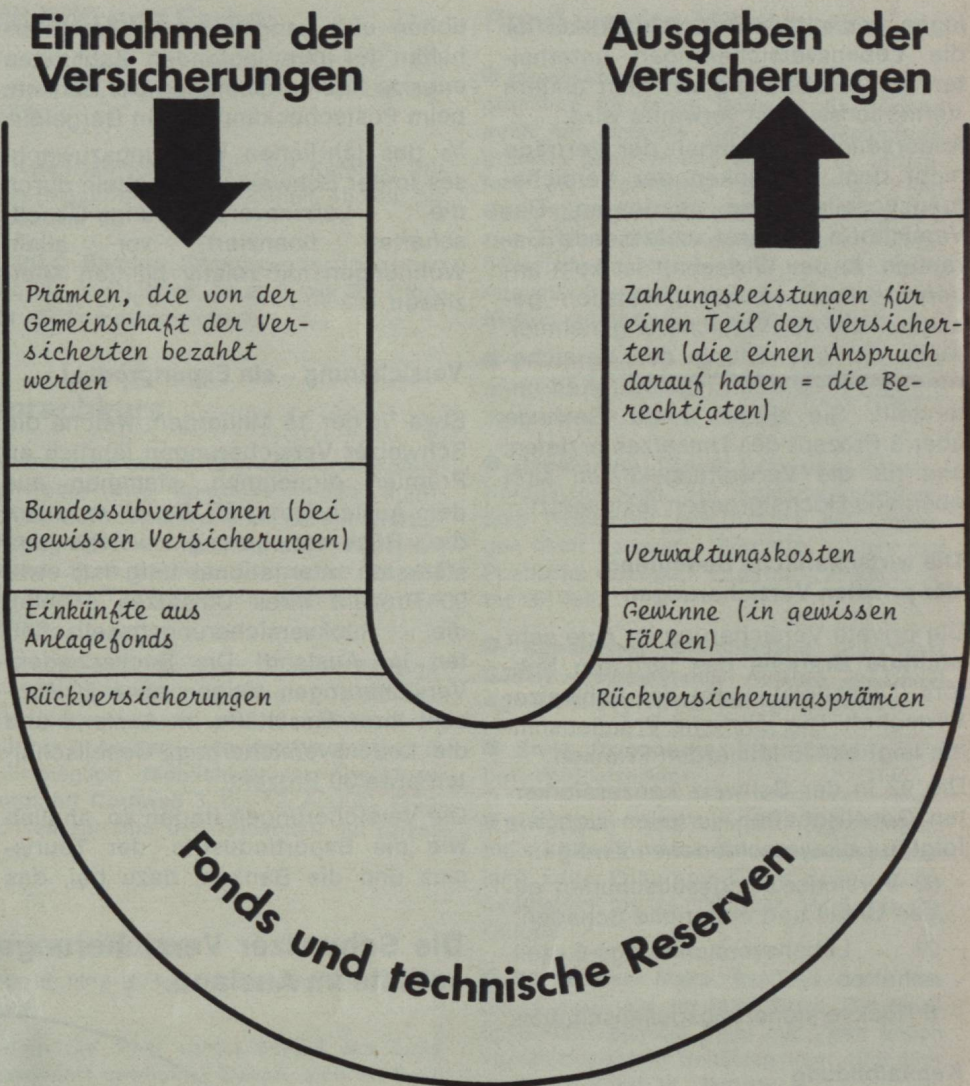 Einnahmen der
Versicherungen
Prämien, die von der
Gemeinschaft der Ver-
sicherten bezahlt
werden
Bundessubventionen (bei
gewissen Versicherungen)
Einkünfte aus
Anlagefonds
Rückversicherungen
Ausgaben der
Versicherungen
Zahlungsleistungen für
einen Teil der Versicher-
ten (die einen Anspruch
darauf haben = die Be-
rechtigten)
Verwaltungskosten
Gewinne (in gewissen
Fällen)
Rückversicherungsprämien
Fonds und technische Reserven